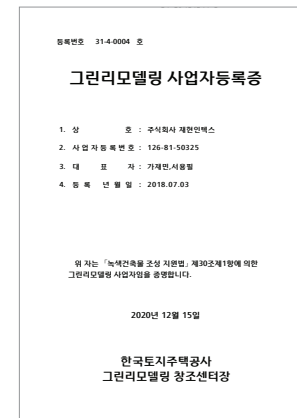 등록번호 31-4-0004 호
그린리모델링 사업자등록증
1. 상 호 : 주식회사 재현인텍스
2. 사 업 자 등 록 번 호 : 126-81-50325
3. 대 표 자 : 가재민,서용필
4. 등 록 년 월 일 : 2018.07.03
위 자는 「녹색건축물 조성 지원법」제30조제1항에 의한
그린리모델링 사업자임을 증명합니다.
2020년 12월 15일
한국토지주택공사
그린리모델링 창조센터장